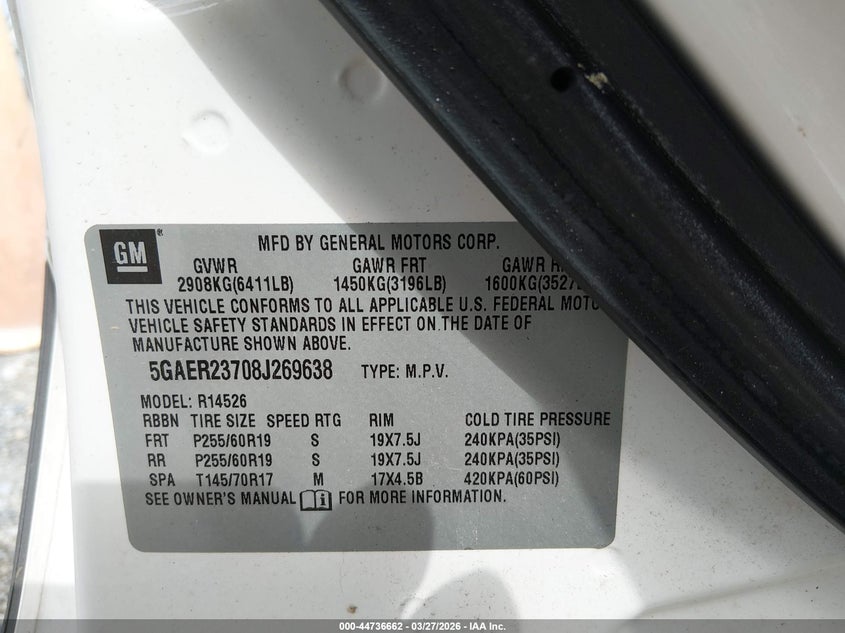 GM ®
MFD BY GENERAL MOTORS CORP.
GVWR GAWR FRT GAWR
2908KG(6411LB) 1450KG(3196LB) 1600KG(3527
THIS VEHICLE CONFORMS TO ALL APPLICABLE U.S. FEDERAL MOTO
VEHICLE SAFETY STANDARDS IN EFFECT ON THE DATE OF
MANUFACTURE SHOWN ABOVE.
5GAER23708J269638 TYPE: M.P.V.
MODEL: R14526
RBBN TIRE SIZE SPEED RTG RIM COLD TIRE PRESSURE
FRT P255/60R19 S 19X7.5J 240KPA(35PSI)
RR P255/60R19 S 19X7.5J 240KPA(35PSI)
SPA T145/70R17 M 17X4.5B 420KPA(60PSI)
SEE OWNER'S MANUAL i FOR MORE INFORMATION.
000-44736662 - 03/27/2026 - IAA Inc.